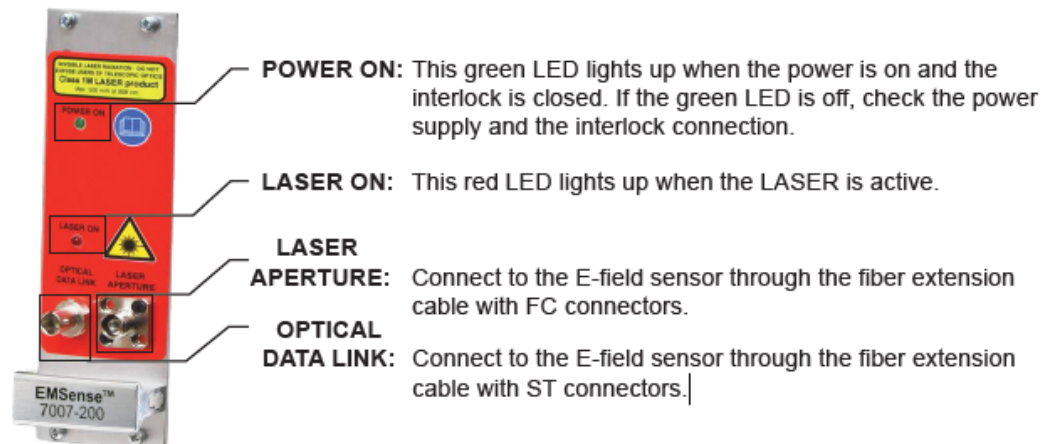 INVISIBLE LASER RADIATION - DO NOT
EXPOSE USERS OF TELESCOPIC OPTICS
Class 1M LASER product
POWER ON
LASER ON
OPTICAL
DATA LINK
LASER
APERTURE
EMSense™
7007-200
POWER ON: This green LED lights up when the power is on and the
interlock is closed. If the green LED is off, check the power
supply and the interlock connection.
LASER ON: This red LED lights up when the LASER is active.
LASER
APERTURE: Connect to the E-field sensor through the fiber extension
cable with FC connectors.
OPTICAL
DATA LINK: Connect to the E-field sensor through the fiber extension
cable with ST connectors.